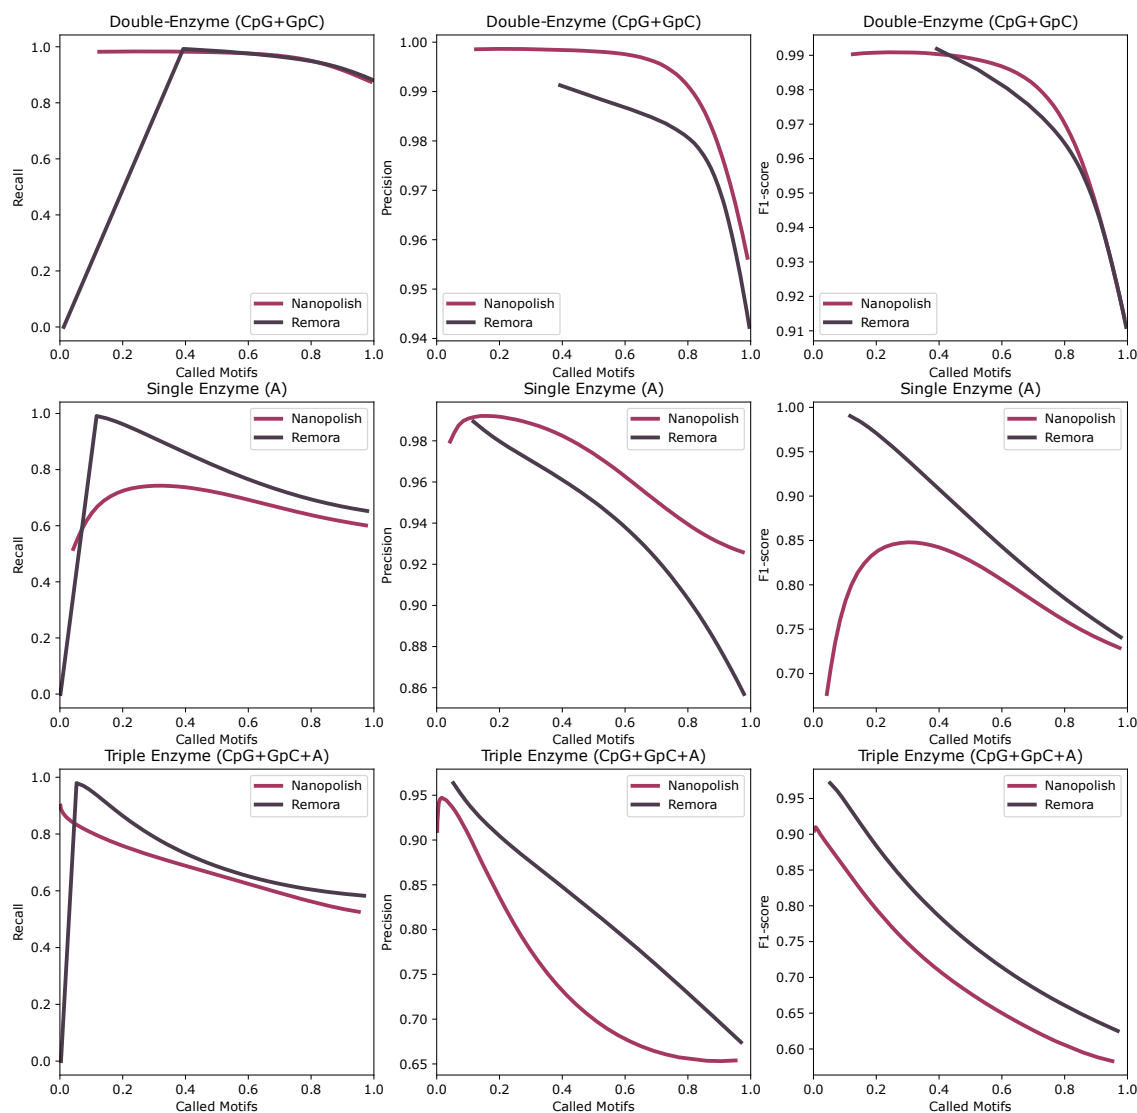 Double-Enzyme (CpG+GpC)
Recall
1.0
0.8
0.6
0.4
0.2
0.0
Nanopolish
Remora
0.0 0.2 0.4 0.6 0.8 1.0
Called Motifs
Double-Enzyme (CpG+GpC)
Precision
1.00
0.99
0.98
0.97
0.96
0.95
0.94
Nanopolish
Remora
0.0 0.2 0.4 0.6 0.8 1.0
Called Motifs
Double-Enzyme (CpG+GpC)
F1-score
0.99
0.98
0.97
0.96
0.95
0.94
0.93
0.92
0.91
Nanopolish
Remora
0.0 0.2 0.4 0.6 0.8 1.0
Called Motifs
Single Enzyme (A)
Recall
1.0
0.8
0.6
0.4
0.2
0.0
Nanopolish
Remora
0.0 0.2 0.4 0.6 0.8 1.0
Called Motifs
Single Enzyme (A)
Precision
0.98
0.96
0.94
0.92
0.90
0.88
0.86
Nanopolish
Remora
0.0 0.2 0.4 0.6 0.8 1.0
Called Motifs
Single Enzyme (A)
F1-score
1.00
0.95
0.90
0.85
0.80
0.75
0.70
Nanopolish
Remora
0.0 0.2 0.4 0.6 0.8 1.0
Called Motifs
Triple Enzyme (CpG+GpC+A)
Recall
1.0
0.8
0.6
0.4
0.2
0.0
Nanopolish
Remora
0.0 0.2 0.4 0.6 0.8 1.0
Called Motifs
Triple Enzyme (CpG+GpC+A)
Precision
0.95
0.90
0.85
0.80
0.75
0.70
0.65
Nanopolish
Remora
0.0 0.2 0.4 0.6 0.8 1.0
Called Motifs
Triple Enzyme (CpG+GpC+A)
F1-score
0.95
0.90
0.85
0.80
0.75
0.70
0.65
0.60
Nanopolish
Remora
0.0 0.2 0.4 0.6 0.8 1.0
Called Motifs